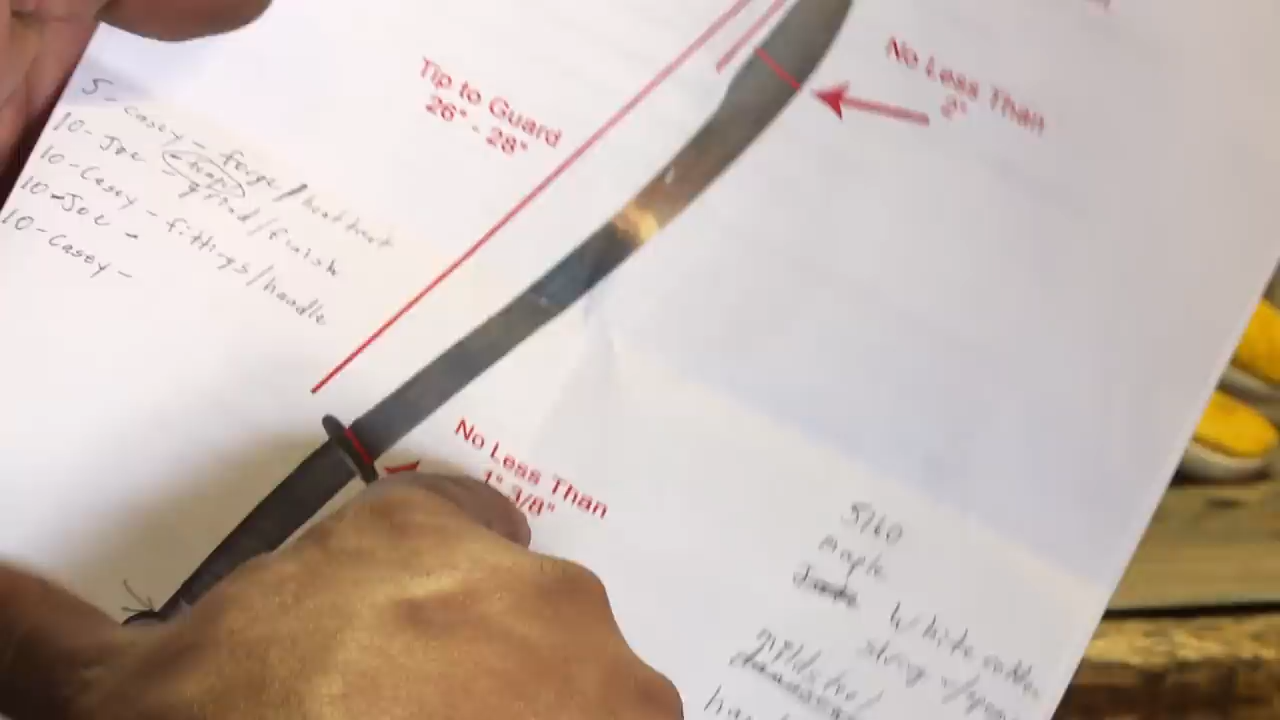 Tip to Guard
26" - 28"
No Less Than
2"
5 - Casey - forge/heat treat
10 - Joe - grind/finish
10 - Casey - fittings/handle
10 - Joe -
10 - Casey -
No Less Than
1" 3/8"
5160
maple
White